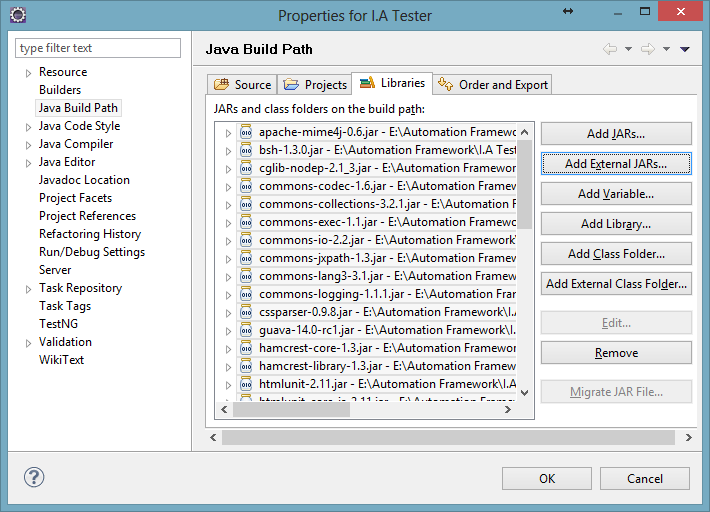 Properties for I.A Tester
type filter text
Resource
Builders
Java Build Path
Java Code Style
Java Compiler
Java Editor
Javadoc Location
Project Facets
Project References
Refactoring History
Run/Debug Settings
Server
Task Repository
Task Tags
TestNG
Validation
WikiText
Java Build Path
Source Projects Libraries Order and Export
JARs and class folders on the build path:
apache-mime4j-0.6.jar - E:\Automation Framewo
bsh-1.3.0.jar - E:\Automation Framework\I.A Test
cglib-nodep-2.1_3.jar - E:\Automation Framewor
commons-codec-1.6.jar - E:\Automation Framew
commons-collections-3.2.1.jar - E:\Automation
commons-exec-1.1.jar - E:\Automation Framewo
commons-io-2.2.jar - E:\Automation Framework\
commons-jxpath-1.3.jar - E:\Automation Framew
commons-lang3-3.1.jar - E:\Automation Framew
commons-logging-1.1.1.jar - E:\Automation Fra
cssparser-0.9.8.jar - E:\Automation Framework\I
guava-14.0-rc1.jar - E:\Automation Framework\I.
hamcrest-core-1.3.jar - E:\Automation Framewor
hamcrest-library-1.3.jar - E:\Automation Framew
htmlunit-2.11.jar - E:\Automation Framework\I.A
Add JARs...
Add External JARs...
Add Variable...
Add Library...
Add Class Folder...
Add External Class Folder...
Edit...
Remove
Migrate JAR File...
OK
Cancel